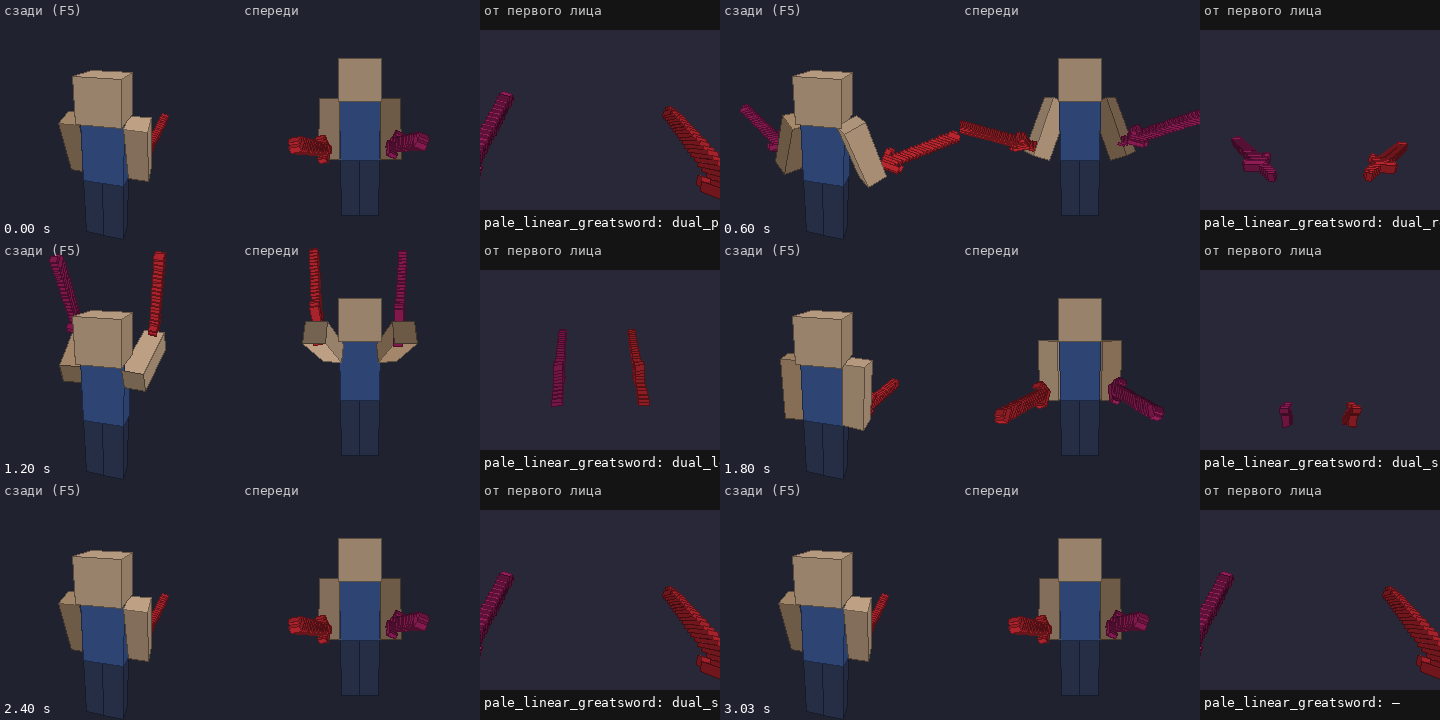 сзади (F5) спереди от первого лица сзади (F5) спереди от первого лица
0.00 s pale_linear_greatsword: dual_p 0.60 s pale_linear_greatsword: dual_r
сзади (F5) спереди от первого лица сзади (F5) спереди от первого лица
1.20 s pale_linear_greatsword: dual_l 1.80 s pale_linear_greatsword: dual_s
сзади (F5) спереди от первого лица сзади (F5) спереди от первого лица
2.40 s pale_linear_greatsword: dual_s 3.03 s pale_linear_greatsword: —